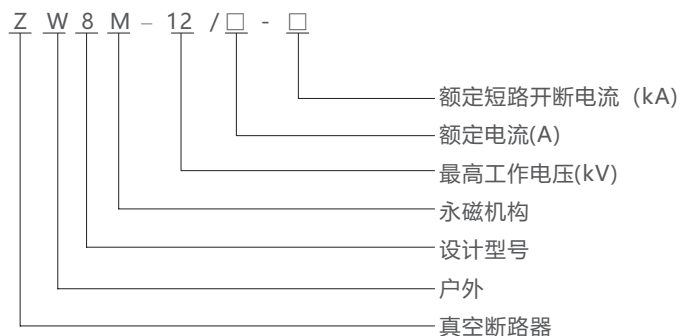 Z W 8 M – 12 / □ - □
额定短路开断电流 (kA)
额定电流(A)
最高工作电压(kV)
永磁机构
设计型号
户外
真空断路器